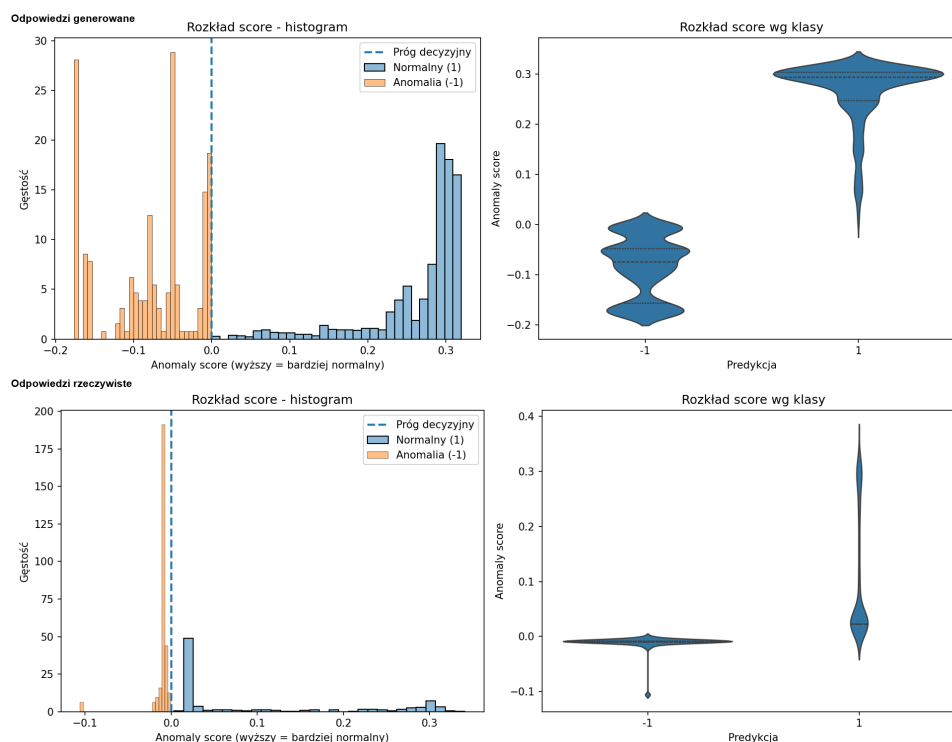 Odpowiedzi generowane
Rozkład score - histogram
Gęstość
30
25
20
15
10
5
0
−0.2
−0.1
0.0
0.1
0.2
0.3
Anomaly score (wyższy = bardziej normalny)
Próg decyzyjny
Normalny (1)
Anomalia (-1)
Rozkład score wg klasy
Anomaly score
0.3
0.2
0.1
0.0
−0.1
−0.2
-1
1
Predykcja
Odpowiedzi rzeczywiste
Rozkład score - histogram
Gęstość
200
175
150
125
100
75
50
25
0
−0.1
0.0
0.1
0.2
0.3
Anomaly score (wyższy = bardziej normalny)
Próg decyzyjny
Normalny (1)
Anomalia (-1)
Rozkład score wg klasy
Anomaly score
0.4
0.3
0.2
0.1
0.0
−0.1
-1
1
Predykcja